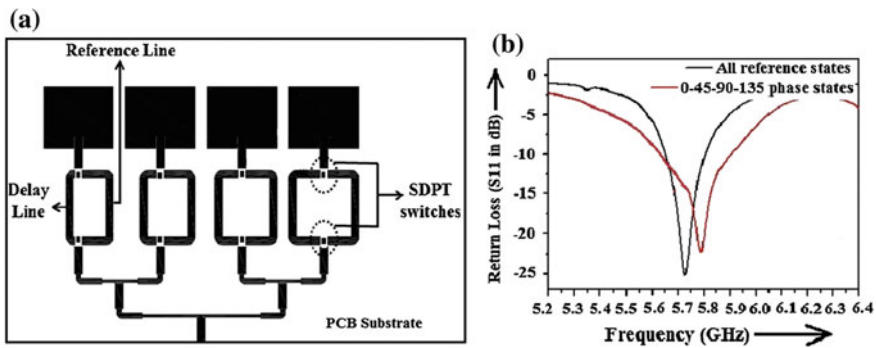 (a)
Reference Line
Delay
Line
SDPT
switches
PCB Substrate
(b)
All reference states
0-45-90-135 phase states
Return Loss (S11 in dB)
0
-5
-10
-15
-20
-25
5.2 5.3 5.4 5.5 5.6 5.7 5.8 5.9 6.0 6.1 6.2 6.3 6.4
Frequency (GHz)